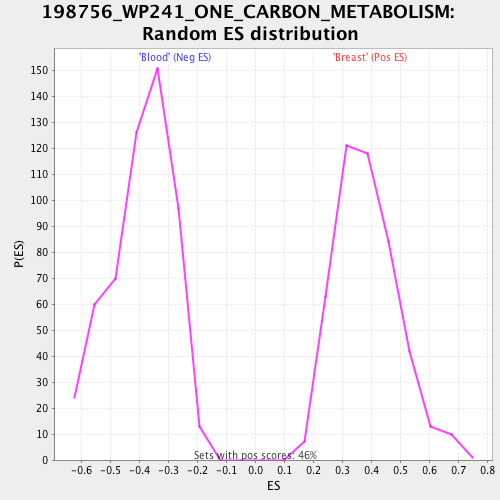 198756_WP241_ONE_CARBON_METABOLISM:
Random ES distribution
'Blood' (Neg ES)
'Breast' (Pos ES)
P(ES)
150
140
130
120
110
100
90
80
70
60
50
40
30
20
10
0
Sets with pos scores: 46%
-0.6 -0.5 -0.4 -0.3 -0.2 -0.1 0.0 0.1 0.2 0.3 0.4 0.5 0.6 0.7 0.8
ES